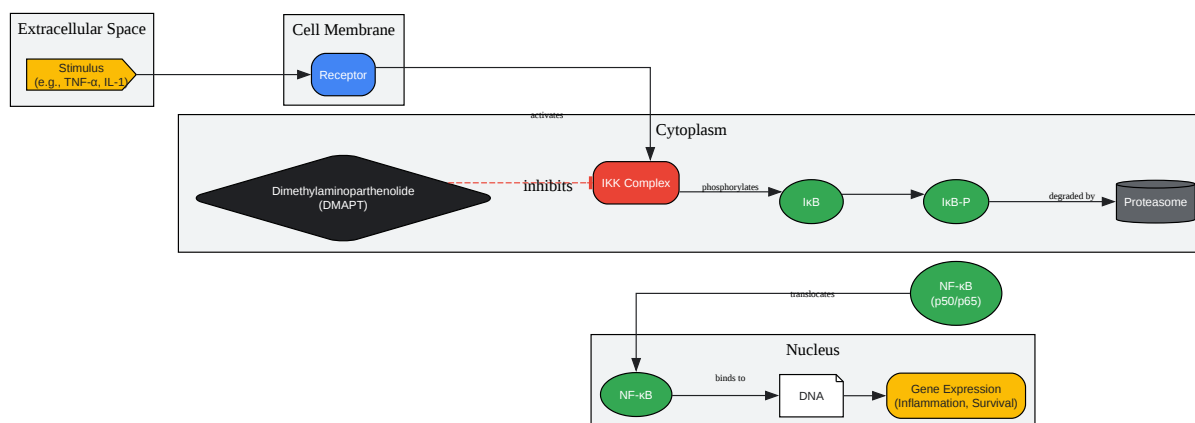 Extracellular Space
Stimulus
(e.g., TNF-α, IL-1)
Cell Membrane
Receptor
activates
Cytoplasm
Dimethylaminoparthenolide
(DMAPT)
inhibits
IKK Complex
phosphorylates
IκB
IκB-P
degraded by
Proteasome
NF-κB
(p50/p65)
translocates
Nucleus
NF-κB
binds to
DNA
Gene Expression
(Inflammation, Survival)